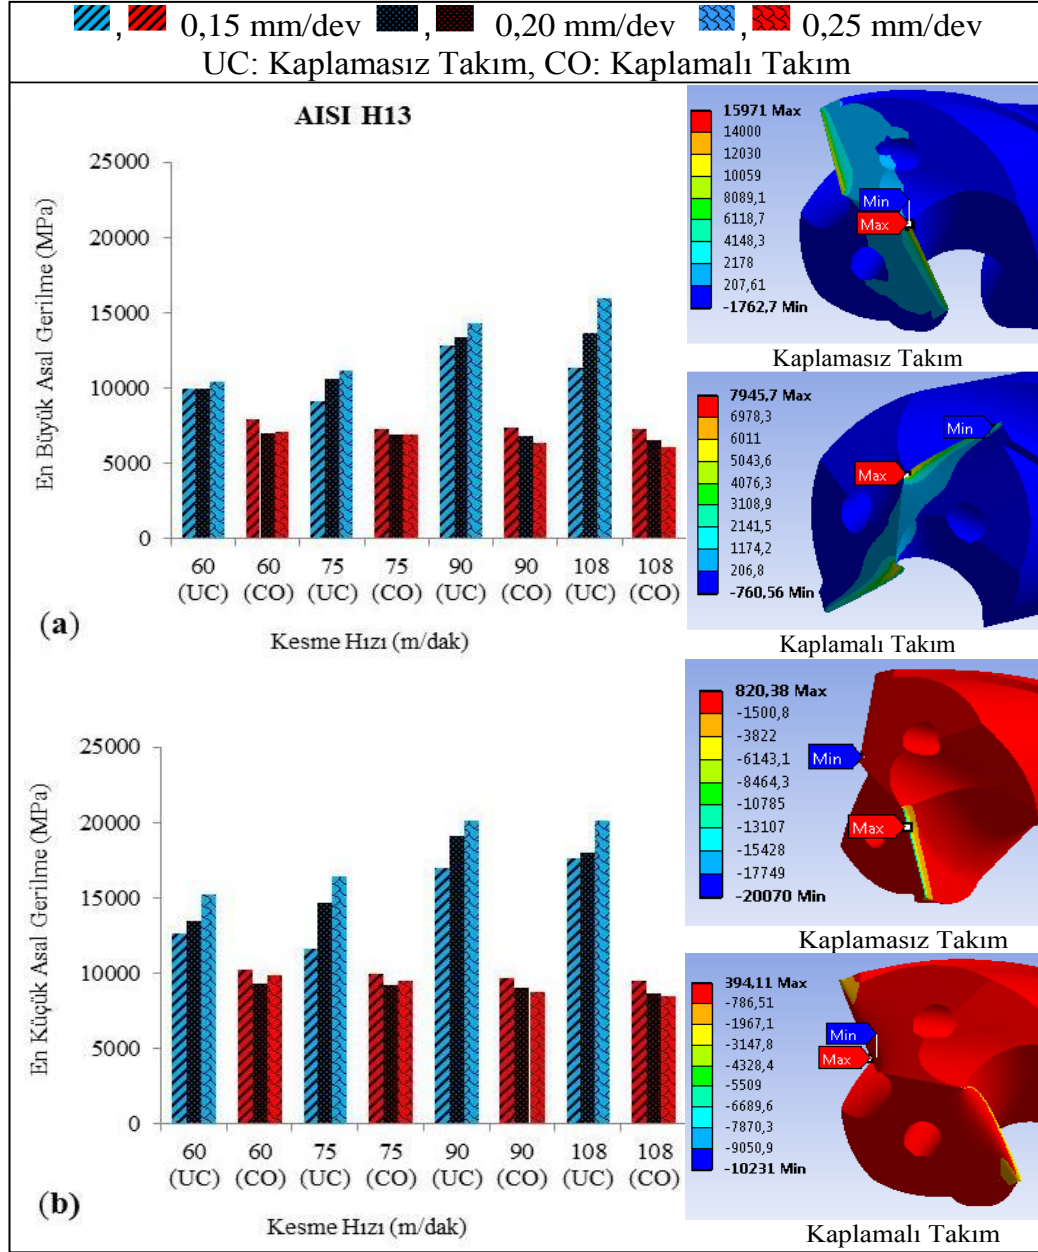 , 0,15 mm/dev , 0,20 mm/dev , 0,25 mm/dev
UC: Kaplamasız Takım, CO: Kaplamalı Takım
AISI H13
En Büyük Asal Gerilme (MPa)
25000
20000
15000
10000
5000
0
60 60 75 75 90 90 108 108
(UC) (CO) (UC) (CO) (UC) (CO) (UC) (CO)
(a)
Kesme Hızı (m/dak)
15971 Max
14000
12030
10059
8089,1
6118,7
4148,3
2178
207,61
-1762,7 Min
Min
Max
Kaplamasız Takım
7945,7 Max
6978,3
6011
5043,6
4076,3
3108,9
2141,5
1174,2
206,8
-760,56 Min
Min
Max
Kaplamalı Takım
En Küçük Asal Gerilme (MPa)
25000
20000
15000
10000
5000
0
60 60 75 75 90 90 108 108
(UC) (CO) (UC) (CO) (UC) (CO) (UC) (CO)
(b)
Kesme Hızı (m/dak)
820,38 Max
-1500,8
-3822
-6143,1
-8464,3
-10785
-13107
-15428
-17749
-20070 Min
Min
Max
Kaplamasız Takım
394,11 Max
-786,51
-1967,1
-3147,8
-4328,4
-5509
-6689,6
-7870,3
-9050,9
-10231 Min
Min
Max
Kaplamalı Takım